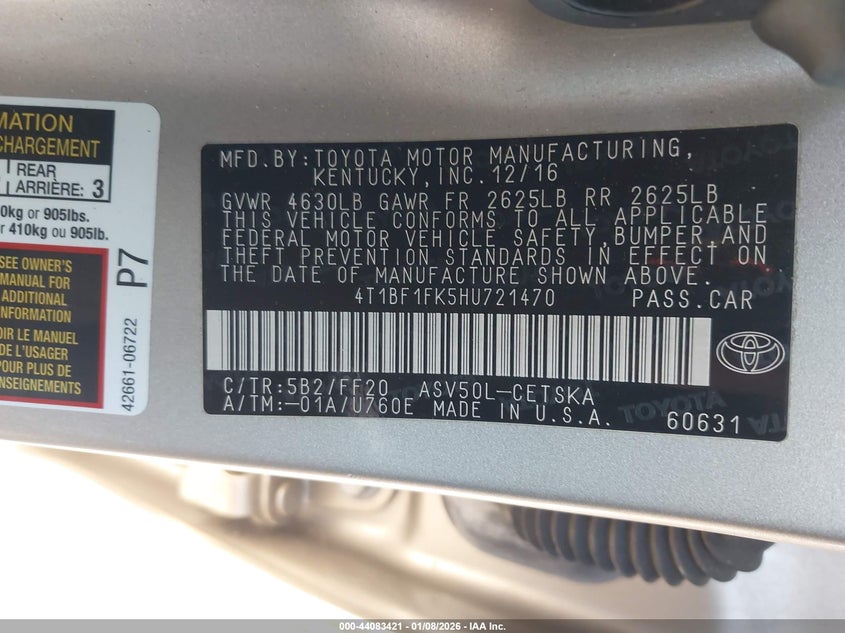 MATION
CHARGEMENT
REAR
ARRIÈRE: 3
0kg or 905lbs.
r 410kg ou 905lb.
SEE OWNER'S
MANUAL FOR
ADDITIONAL
INFORMATION
OIR LE MANUEL
DE L'USAGER
POUR PLUS DE
ENSEIGNEMENTS
P7
42661-06722
MFD.BY:TOYOTA MOTOR MANUFACTURING,
KENTUCKY,INC.12/16
GVWR 4630LB GAWR FR 2625LB RR 2625LB
THIS VEHICLE CONFORMS TO ALL APPLICABLE
FEDERAL MOTOR VEHICLE SAFETY,BUMPER,AND
THEFT PREVENTION STANDARDS IN EFFECT ON
THE DATE OF MANUFACTURE SHOWN ABOVE.
4T1BF1FK5HU721470 PASS.CAR
C/TR:5B2/FF20 ASV50L-CETSKA
A/TM:-01A/U760E MADE IN U.S.A.
TOYOTA
60631
000-44083421 - 01/08/2026 - IAA Inc.